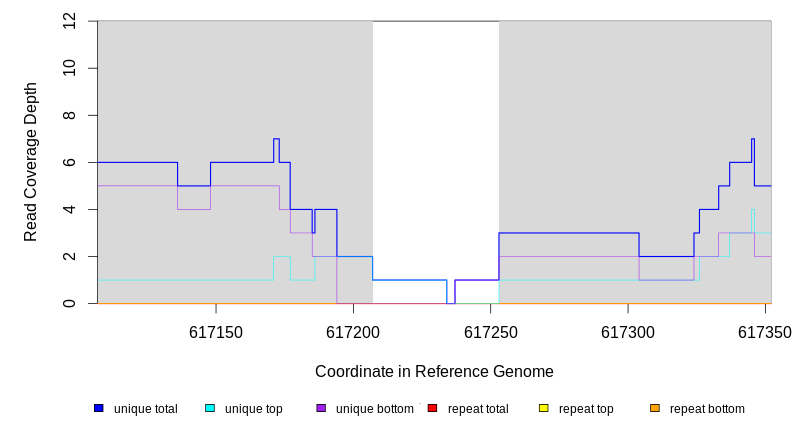 12
10
8
6
4
2
0
Read Coverage Depth
617150 617200 617250 617300 617350
Coordinate in Reference Genome
unique total unique top unique bottom repeat total repeat top repeat bottom